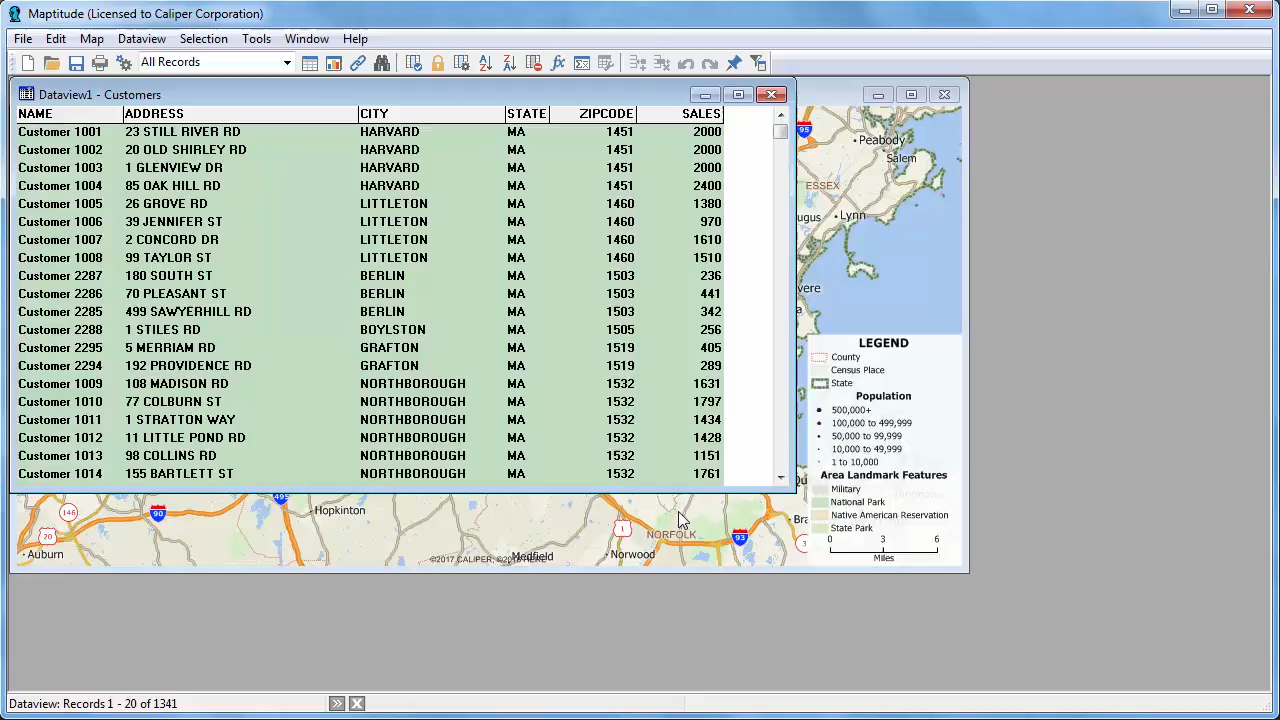 Maptitude (Licensed to Caliper Corporation)
File Edit Map Dataview Selection Tools Window Help
All Records
Dataview1 - Customers
NAME ADDRESS CITY STATE ZIPCODE SALES
Customer 1001 23 STILL RIVER RD HARVARD MA 1451 2000
Customer 1002 20 OLD SHIRLEY RD HARVARD MA 1451 2000
Customer 1003 1 GLENVIEW DR HARVARD MA 1451 2000
Customer 1004 85 OAK HILL RD HARVARD MA 1451 2400
Customer 1005 26 GROVE RD LITTLETON MA 1460 1380
Customer 1006 39 JENNIFER ST LITTLETON MA 1460 970
Customer 1007 2 CONCORD DR LITTLETON MA 1460 1610
Customer 1008 99 TAYLOR ST LITTLETON MA 1460 1510
Customer 2287 180 SOUTH ST BERLIN MA 1503 236
Customer 2286 70 PLEASANT ST BERLIN MA 1503 441
Customer 2285 499 SAWYERHILL RD BERLIN MA 1503 342
Customer 2288 1 STILES RD BOYLSTON MA 1505 256
Customer 2295 5 MERRIAM RD GRAFTON MA 1519 405
Customer 2294 192 PROVIDENCE RD GRAFTON MA 1519 289
Customer 1009 108 MADISON RD NORTHBOROUGH MA 1532 1631
Customer 1010 77 COLBURN ST NORTHBOROUGH MA 1532 1797
Customer 1011 1 STRATTON WAY NORTHBOROUGH MA 1532 1434
Customer 1012 11 LITTLE POND RD NORTHBOROUGH MA 1532 1428
Customer 1013 98 COLLINS RD NORTHBOROUGH MA 1532 1151
Customer 1014 155 BARTLETT ST NORTHBOROUGH MA 1532 1761
95
Peabody
Salem
ESSEX
ugus
Lynn
vere
LEGEND
County
Census Place
State
Population
500,000+
100,000 to 499,999
50,000 to 99,999
10,000 to 49,999
1 to 10,000
Area Landmark Features
Military
National Park
Native American Reservation
State Park
0 3 6
Miles
495
146
90
Hopkinton
20
Auburn
1
NORFOLK
93
Bra
3
Medfield
Norwood
Dataview: Records 1 - 20 of 1341